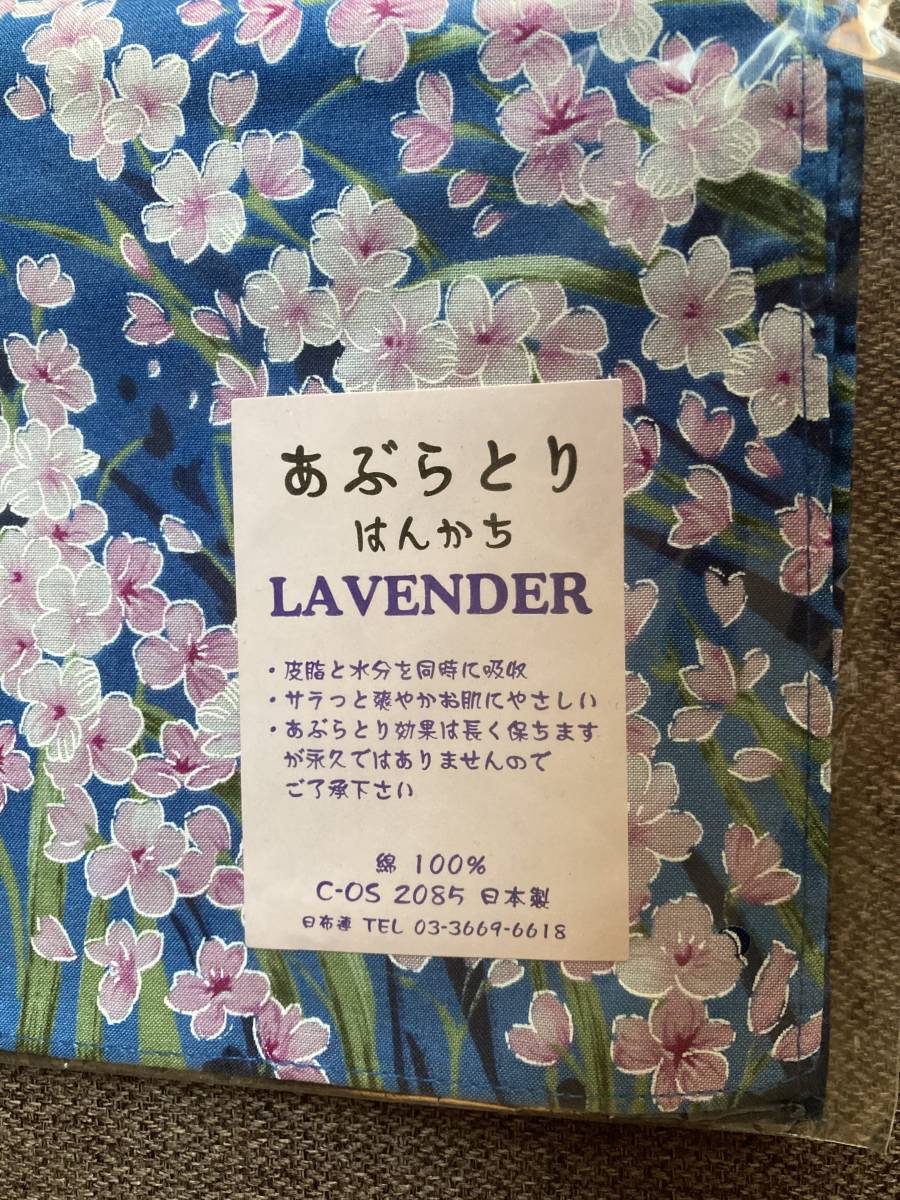 あぶらとり
はんかち
LAVENDER
・皮脂と水分を同時に吸収
・サラっと爽やかお肌にやさしい
・あぶらとり効果は長く保ちます
が永久ではありませんので
ご了承下さい
綿 100%
C-OS 2085 日本製
日布連 TEL 03-3669-6618